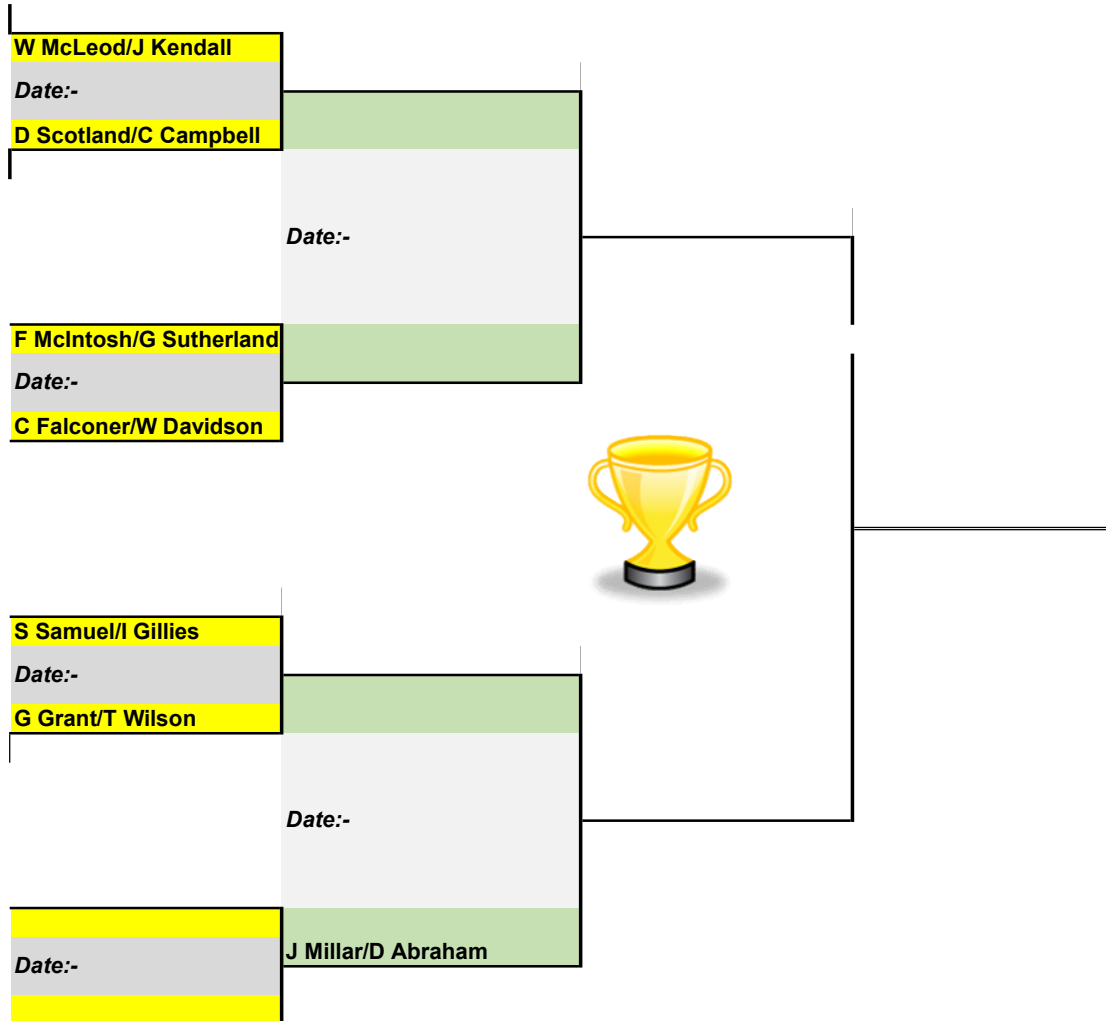 W McLeod/J Kendall
Date:-
D Scotland/C Campbell
Date:-
F McIntosh/G Sutherland
Date:-
C Falconer/W Davidson
S Samuel/I Gillies
Date:-
G Grant/T Wilson
Date:-
J Millar/D Abraham
Date:-